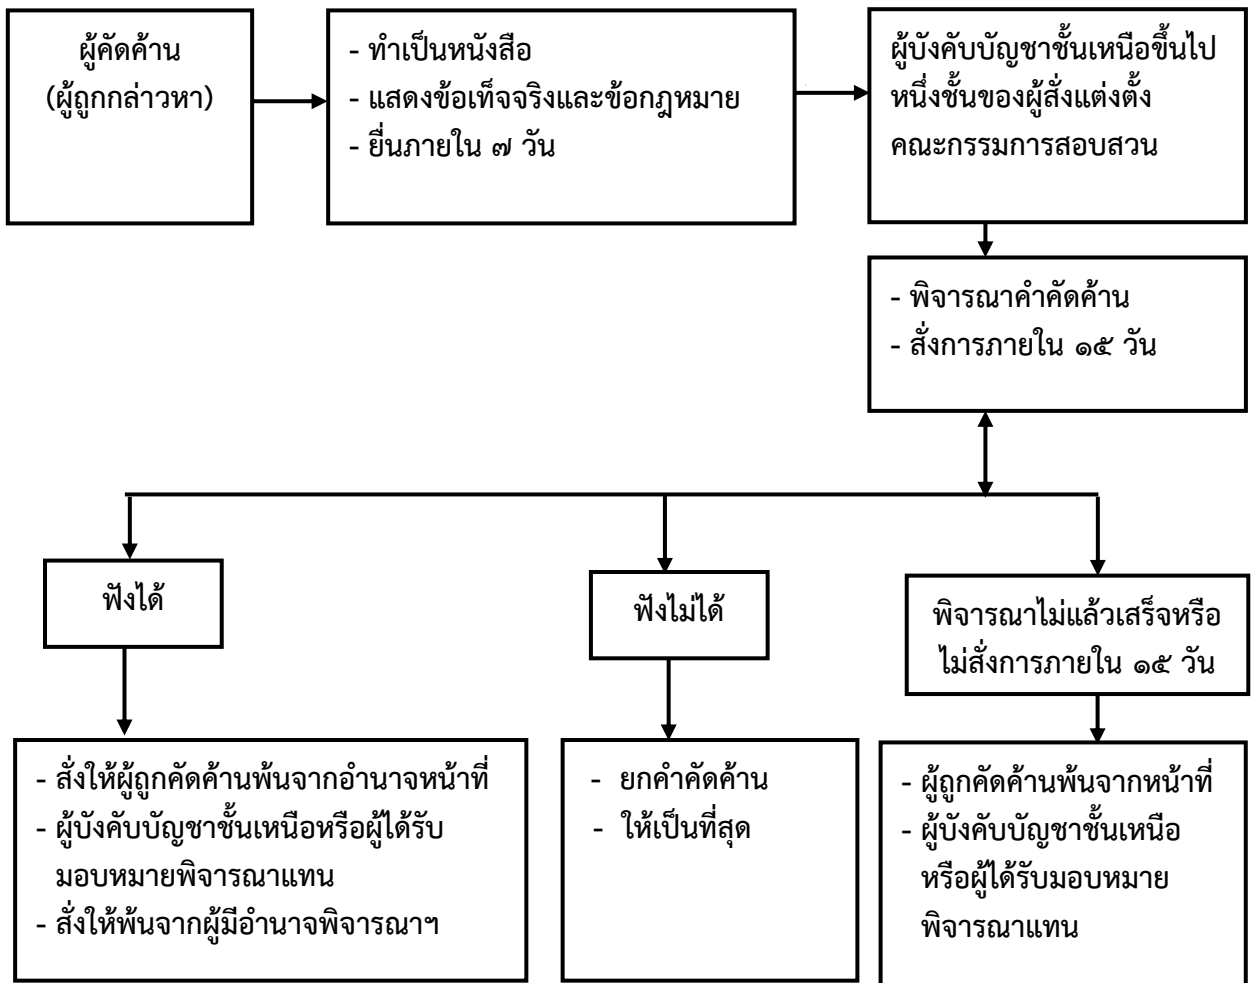 ผู้คัดค้าน
(ผู้ถูกกล่าวหา)
- ทำเป็นหนังสือ
- แสดงข้อเท็จจริงและข้อกฎหมาย
- ยื่นภายใน ๗ วัน
ผู้บังคับบัญชาชั้นเหนือขึ้นไป
หนึ่งชั้นของผู้สั่งแต่งตั้ง
คณะกรรมการสอบสวน
- พิจารณาคำคัดค้าน
- สั่งการภายใน ๑๕ วัน
ฟังได้
ฟังไม่ได้
พิจารณาไม่แล้วเสร็จหรือ
ไม่สั่งการภายใน ๑๕ วัน
- สั่งให้ผู้ถูกคัดค้านพ้นจากอำนาจหน้าที่
- ผู้บังคับบัญชาชั้นเหนือหรือผู้ได้รับ
มอบหมายพิจารณาแทน
- สั่งให้พ้นจากผู้มีอำนาจพิจารณาฯ
- ยกคำคัดค้าน
- ให้เป็นที่สุด
- ผู้ถูกคัดค้านพ้นจากหน้าที่
- ผู้บังคับบัญชาชั้นเหนือ
หรือผู้ได้รับมอบหมาย
พิจารณาแทน